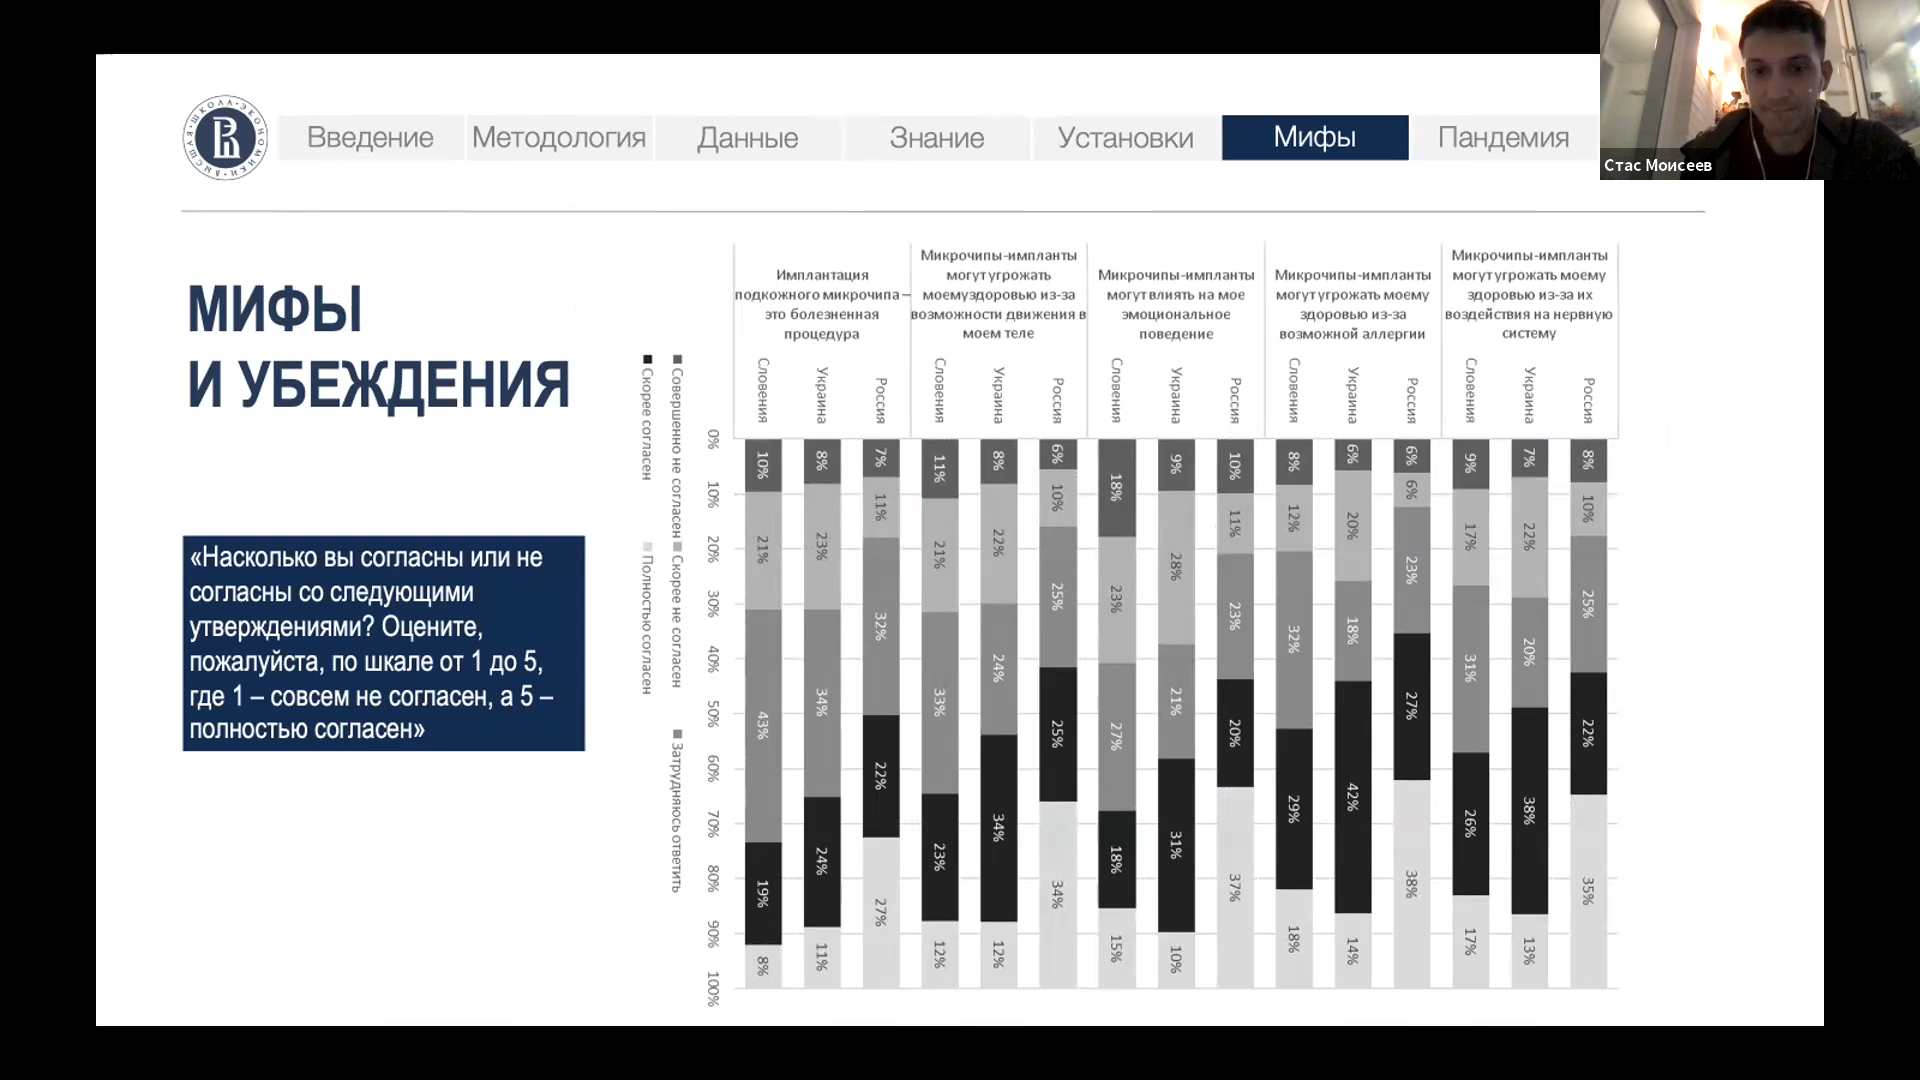 ВЫСШАЯ·ШКОЛА·ЭКОНОМИКИ·
Введение
Методология
Данные
Знание
Установки
Мифы
Пандемия
Стас Моисеев
МИФЫ
И УБЕЖДЕНИЯ
«Насколько вы согласны или не
согласны со следующими
утверждениями? Оцените,
пожалуйста, по шкале от 1 до 5,
где 1 – совсем не согласен, а 5 –
полностью согласен»
Совершенно не согласен
Скорее не согласен
Затрудняюсь ответить
Скорее согласен
Полностью согласен
Имплантация
подкожного микрочипа –
это болезненная
процедура
Микрочипы-импланты
могут угрожать
моемуздоровью из-за
возможности движения в
моем теле
Микрочипы-импланты
могут влиять на мое
эмоциональное
поведение
Микрочипы-импланты
могут угрожать моему
здоровью из-за
возможной аллергии
Микрочипы-импланты
могут угрожать моему
здоровью из-за их
воздействия на нервную
систему
Словения
Украина
Россия
Словения
Украина
Россия
Словения
Украина
Россия
Словения
Украина
Россия
Словения
Украина
Россия
0%
10%
20%
30%
40%
50%
60%
70%
80%
90%
100%
10%
21%
43%
19%
8%
8%
23%
34%
24%
11%
7%
11%
32%
22%
27%
11%
21%
33%
23%
12%
8%
22%
24%
34%
12%
6%
10%
25%
25%
34%
18%
23%
27%
18%
15%
9%
28%
21%
31%
10%
10%
11%
23%
20%
37%
8%
12%
32%
29%
18%
6%
20%
18%
42%
14%
6%
6%
23%
27%
38%
9%
17%
31%
26%
17%
7%
22%
20%
38%
13%
8%
10%
25%
22%
35%